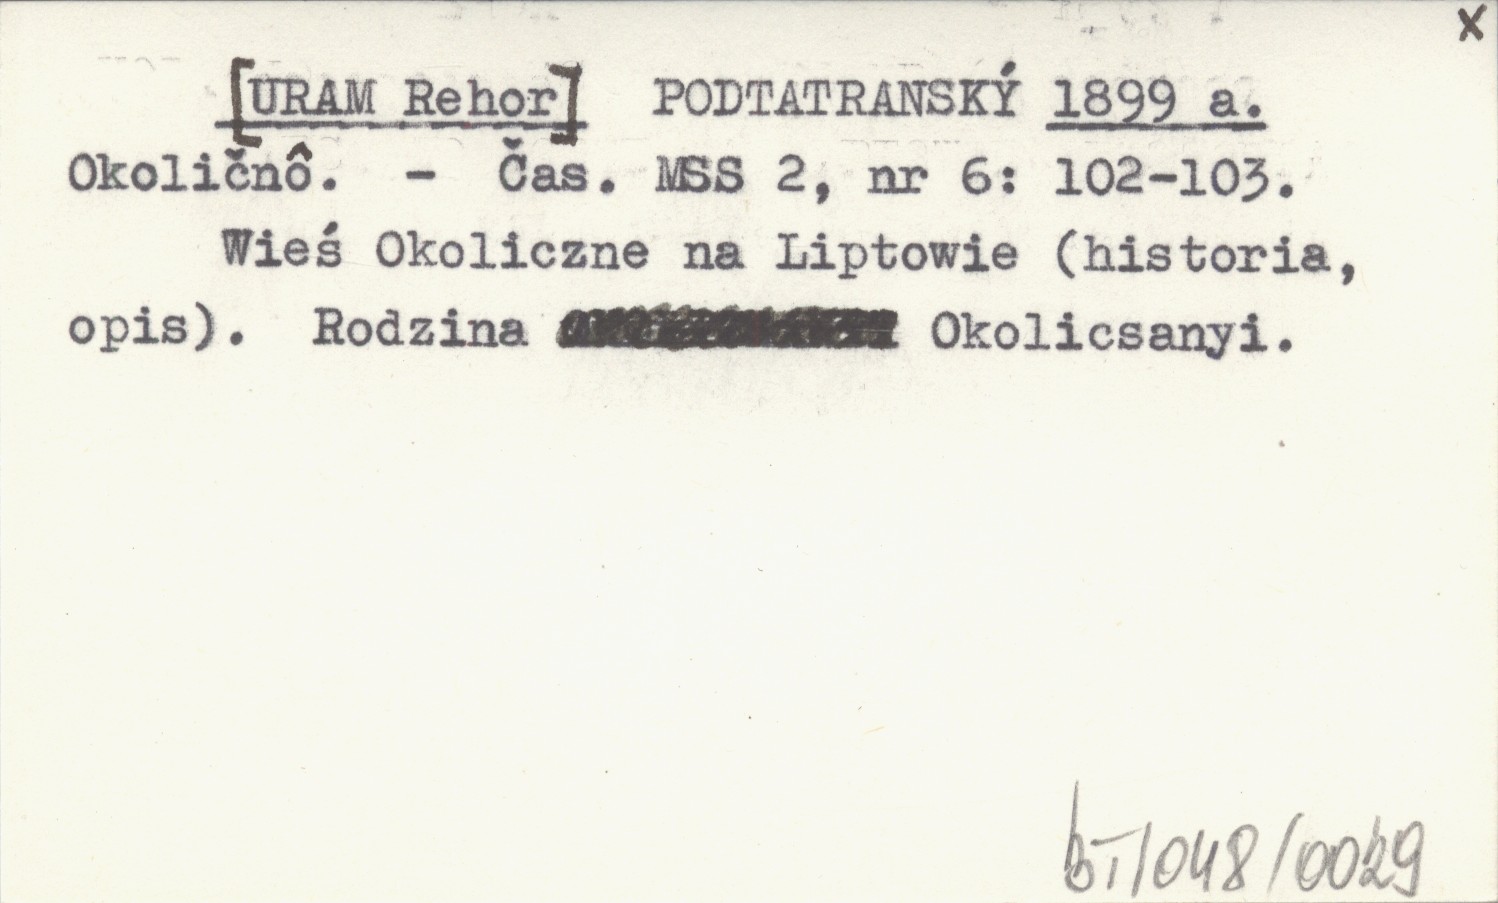 x
[URAM Rehor] PODTATRANSKÝ 1899 a.
Okoličnô. - Čas. MSS 2, nr 6: 102-103.
Wieś Okoliczne na Liptowie (historia,
opis). Rodzina Okolicsanyi.
bT/048/0029